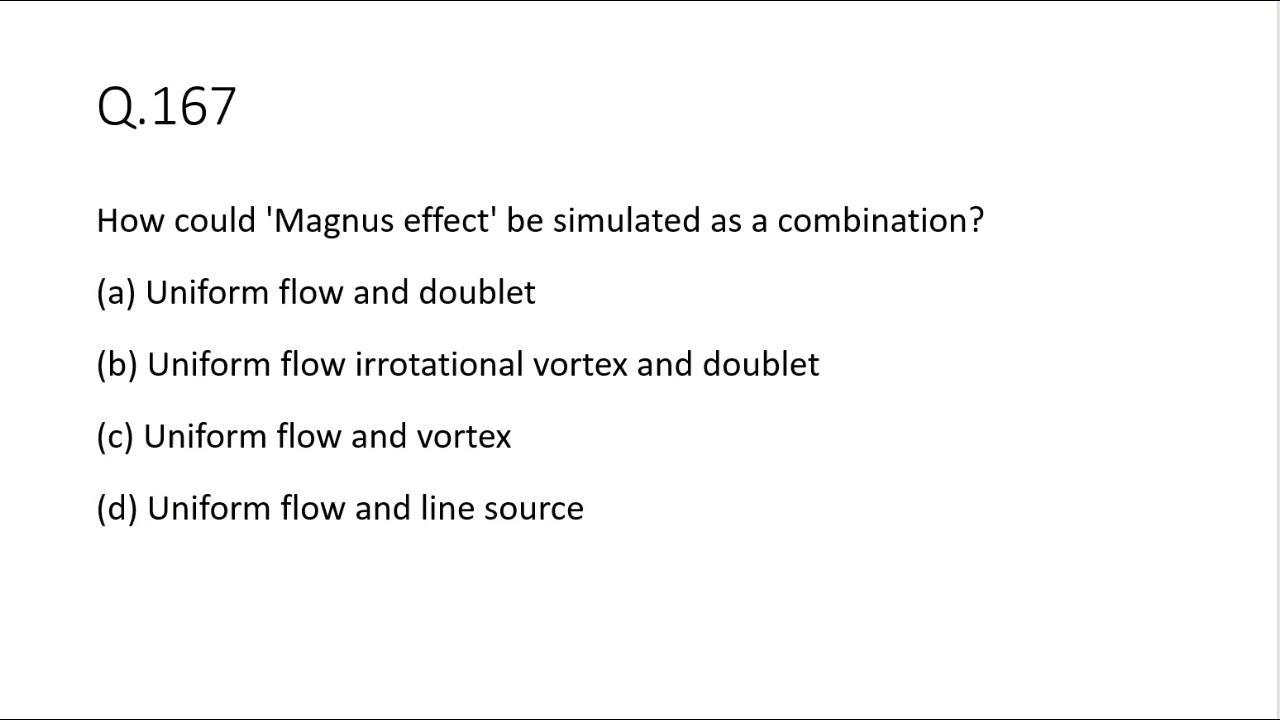 Q.167
How could 'Magnus effect' be simulated as a combination?
(a) Uniform flow and doublet
(b) Uniform flow irrotational vortex and doublet
(c) Uniform flow and vortex
(d) Uniform flow and line source